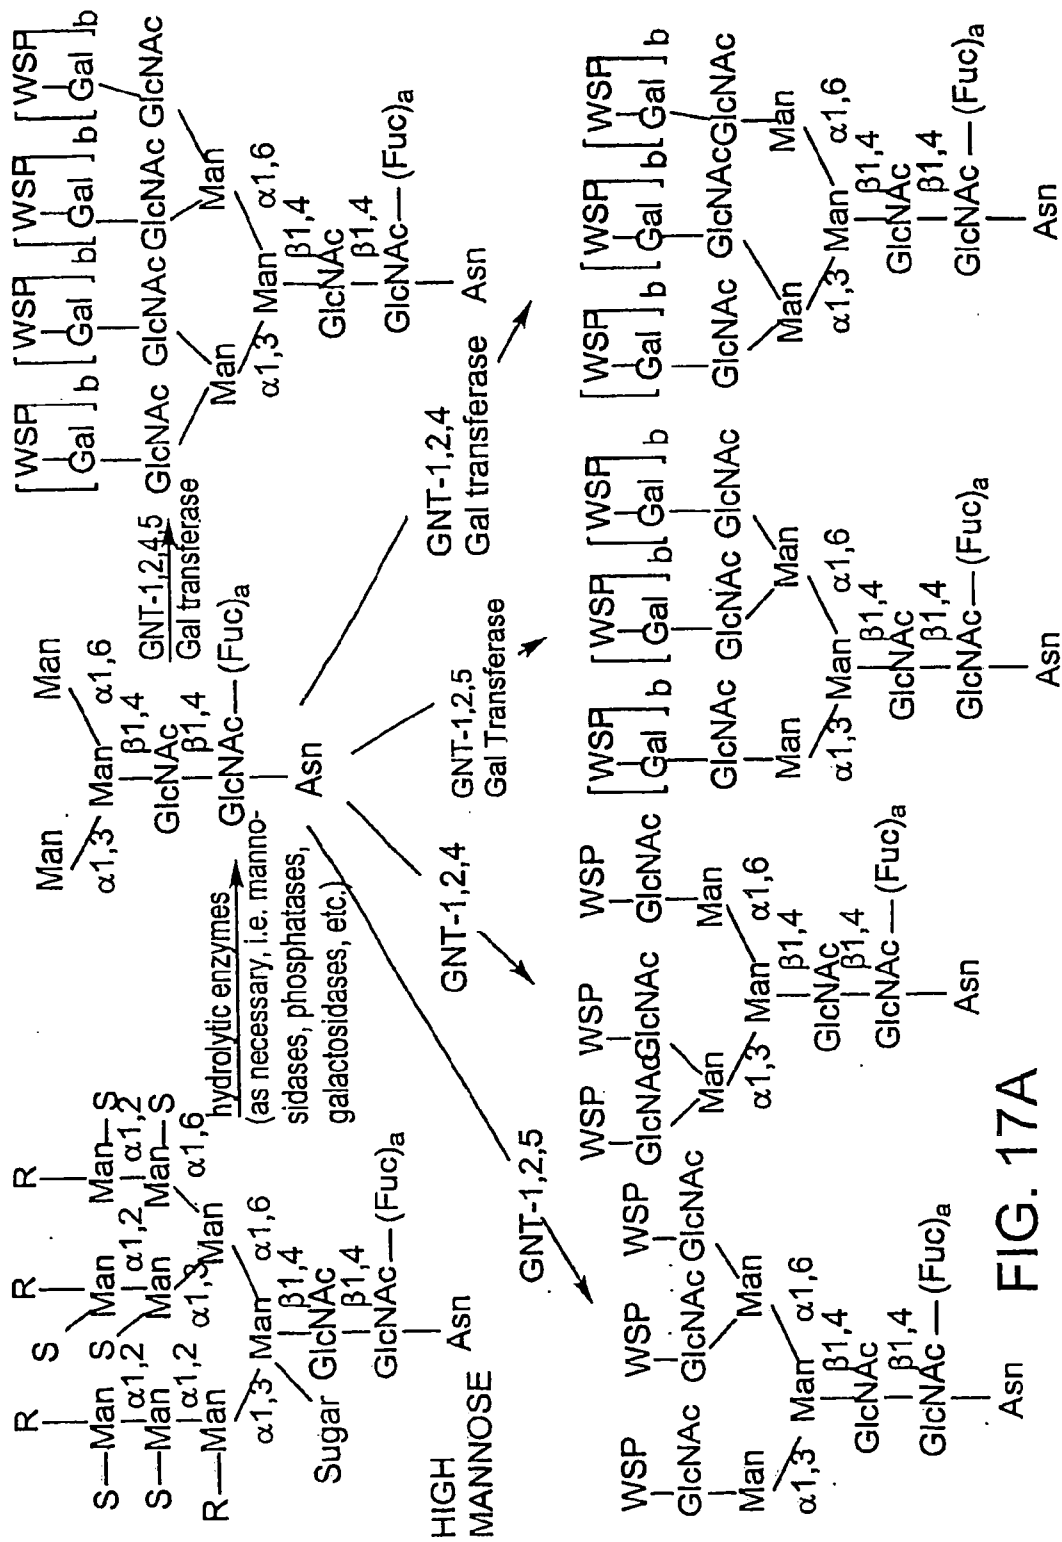 R
R
R
S—Man
S
Man
Man—S
α1,2
α1,2
α1,2
S—Man
S
Man
Man—S
α1,2
α1,3
α1,6
R—Man
Man
α1,3
Man
α1,6
Sugar
β1,4
GlcNAc
β1,4
GlcNAc—(Fuc)a
Asn
HIGH
MANNOSE
hydrolytic enzymes
(as necessary, i.e. manno-
sidases, phosphatases,
galactosidases, etc.)
Man
Man
α1,3
Man
α1,6
β1,4
GlcNAc
β1,4
GlcNAc—(Fuc)a
Asn
GNT-1,2,4,5
Gal transferase
[WSP [WSP [WSP [WSP
[Gal ]b [Gal ]b [Gal ]b [Gal ]b
GlcNAc GlcNAc GlcNAc GlcNAc
Man
Man
α1,3
Man
α1,6
β1,4
GlcNAc
β1,4
GlcNAc—(Fuc)a
Asn
GNT-1,2,5
GNT-1,2,4
GNT-1,2,5
Gal Transferase
GNT-1,2,4
Gal transferase
WSP
WSP
WSP
GlcNAc
GlcNAc
GlcNAc
Man
Man
α1,3
Man
α1,6
β1,4
GlcNAc
β1,4
GlcNAc—(Fuc)a
Asn
WSP
WSP
WSP
GlcNAc
GlcNAc
GlcNAc
Man
Man
α1,3
Man
α1,6
β1,4
GlcNAc
β1,4
GlcNAc—(Fuc)a
Asn
[WSP [WSP [WSP
[Gal ]b [Gal ]b [Gal ]b
GlcNAc GlcNAc GlcNAc
Man
Man
α1,3
Man
α1,6
β1,4
GlcNAc
β1,4
GlcNAc—(Fuc)a
Asn
[WSP [WSP [WSP
[Gal ]b [Gal ]b [Gal ]b
GlcNAc GlcNAc GlcNAc
Man
Man
α1,3
Man
α1,6
β1,4
GlcNAc
β1,4
GlcNAc—(Fuc)a
Asn
FIG. 17A